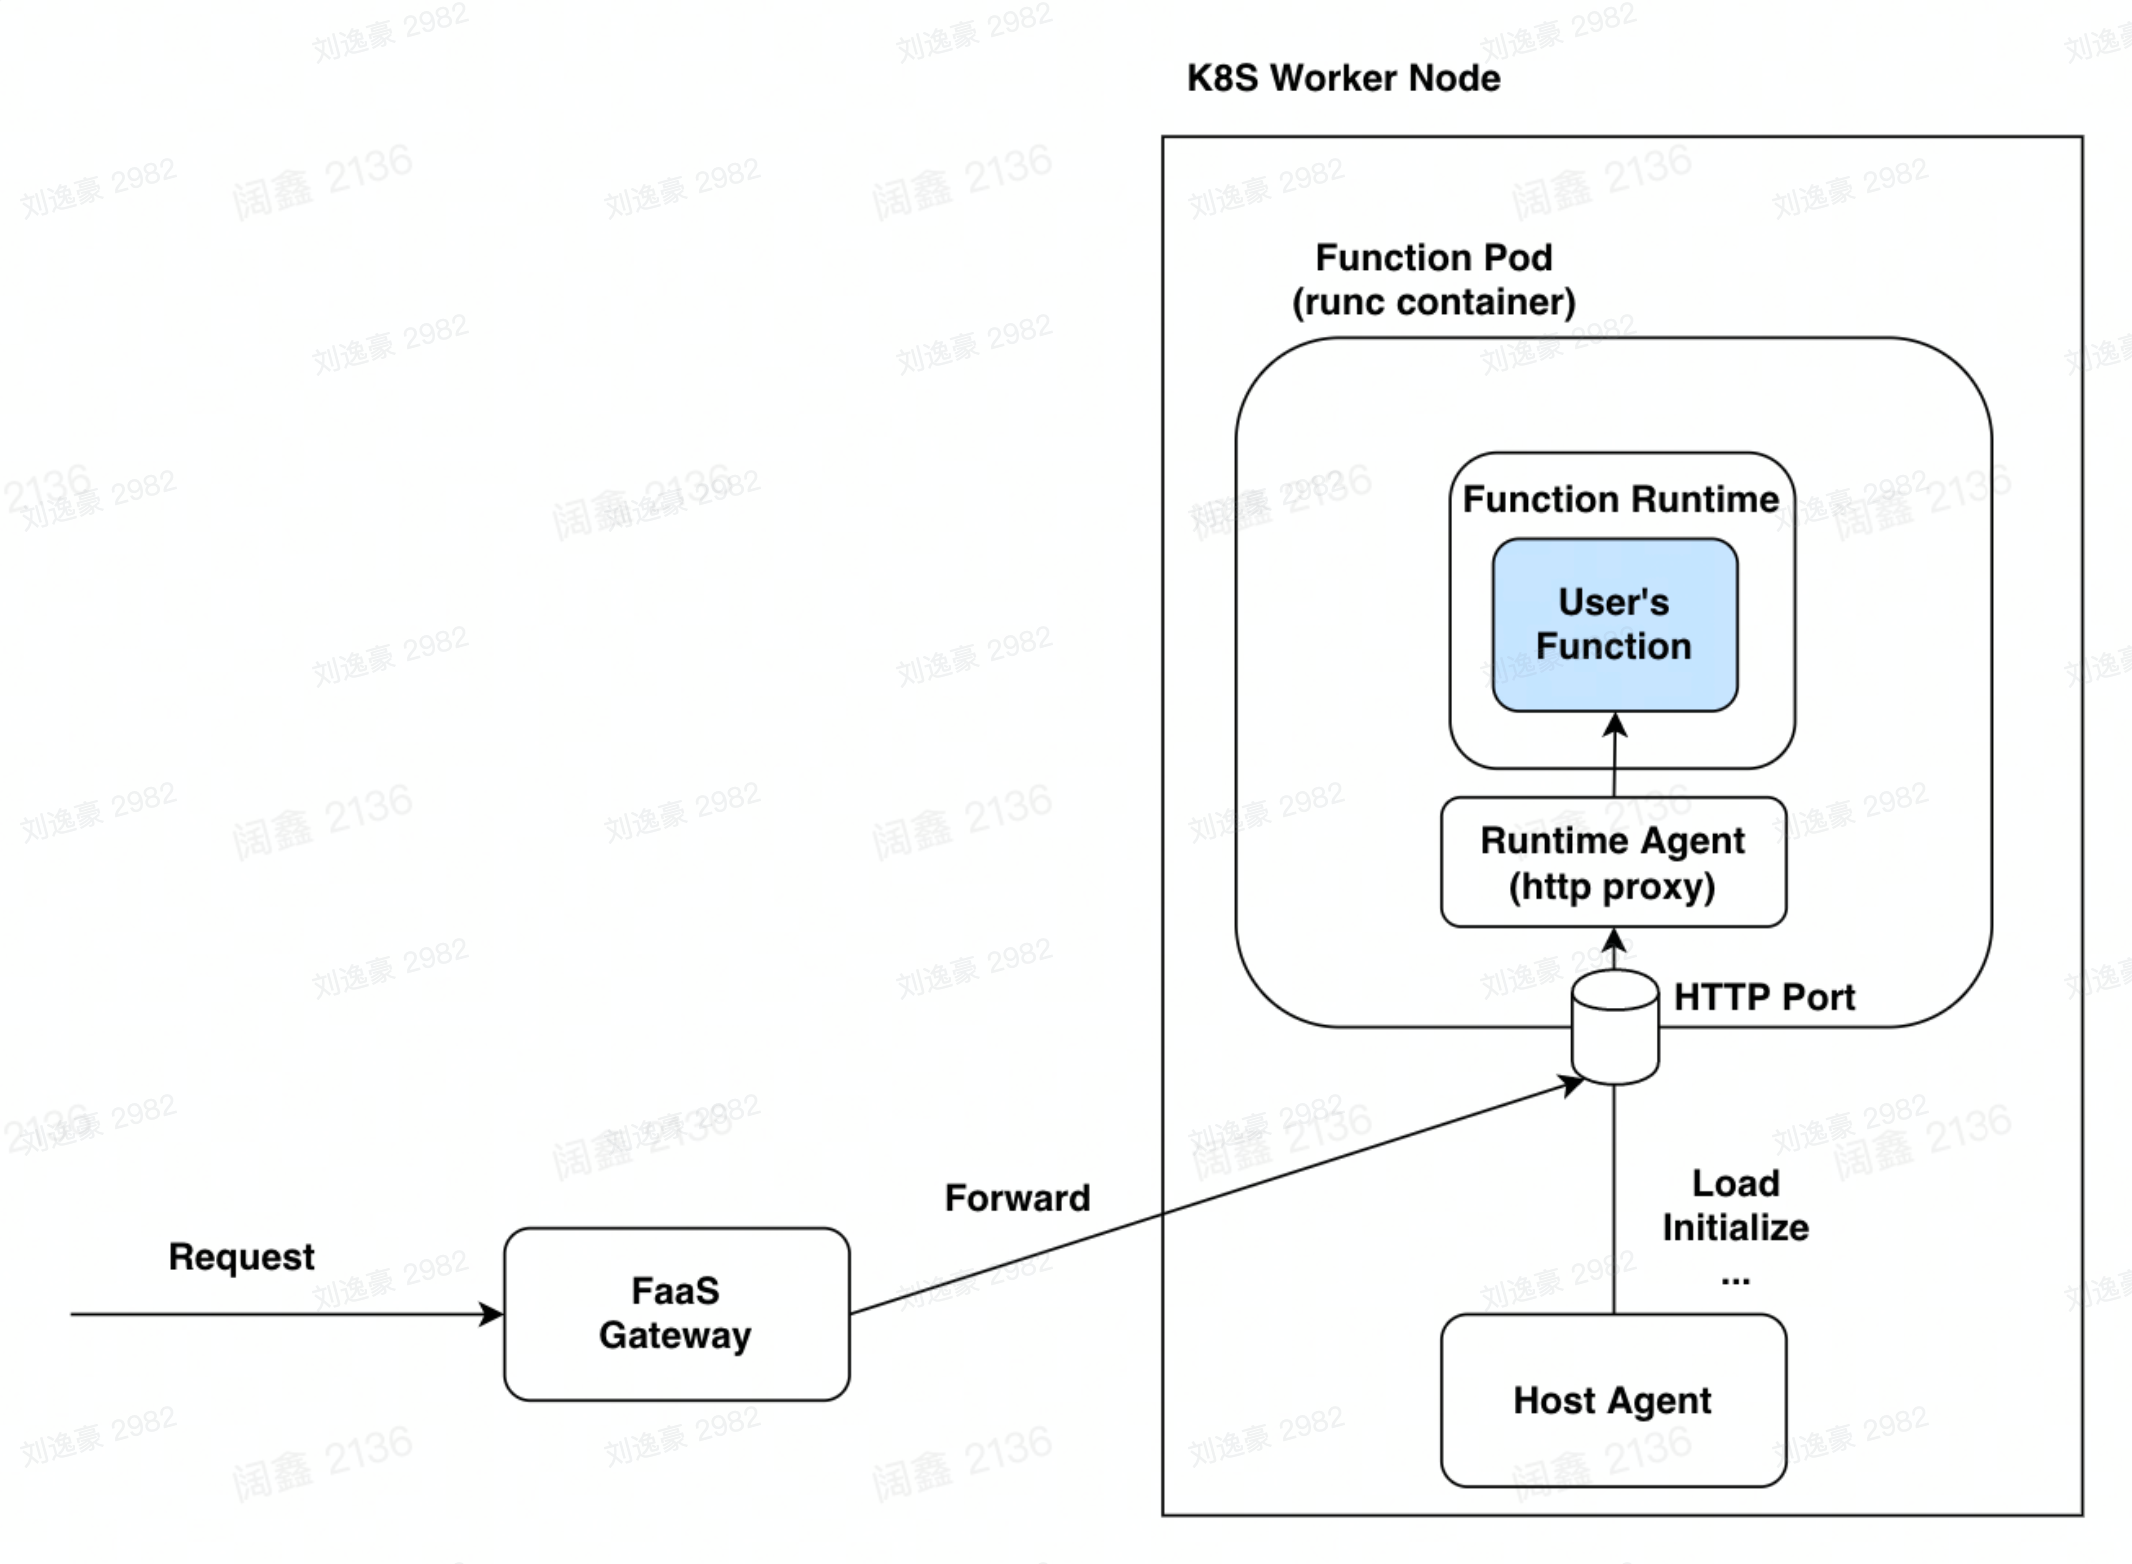 K8S Worker Node
Function Pod
(runc container)
Function Runtime
User's
Function
Runtime Agent
(http proxy)
HTTP Port
Forward
Load
Initialize
...
Request
FaaS
Gateway
Host Agent
刘逸豪 2982
阔鑫 2136